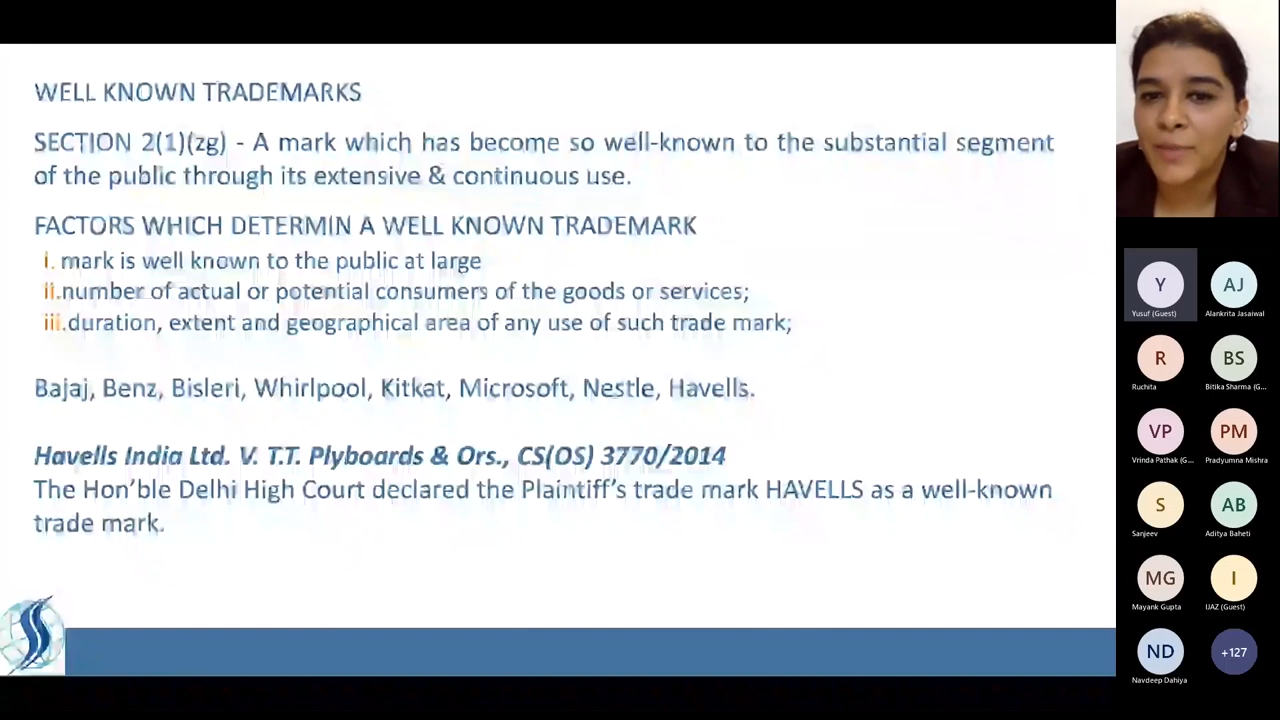 WELL KNOWN TRADEMARKS
SECTION 2(1)(zg) - A mark which has become so well-known to the substantial segment
of the public through its extensive & continuous use.
FACTORS WHICH DETERMIN A WELL KNOWN TRADEMARK
i. mark is well known to the public at large
ii.number of actual or potential consumers of the goods or services;
iii.duration, extent and geographical area of any use of such trade mark;
Bajaj, Benz, Bisleri, Whirlpool, Kitkat, Microsoft, Nestle, Havells.
Havells India Ltd. V. T.T. Plyboards & Ors., CS(OS) 3770/2014
The Hon’ble Delhi High Court declared the Plaintiff’s trade mark HAVELLS as a well-known
trade mark.
Y
Yusuf (Guest)
AJ
Alankrita Jasaiwal
R
Ruchita
BS
Bitika Sharma (G...
VP
Vrinda Pathak (G...
PM
Pradyumna Mishra
S
Sanjeev
AB
Aditya Baheti
MG
Mayank Gupta
I
IJAZ (Guest)
ND
Navdeep Dahiya
+127